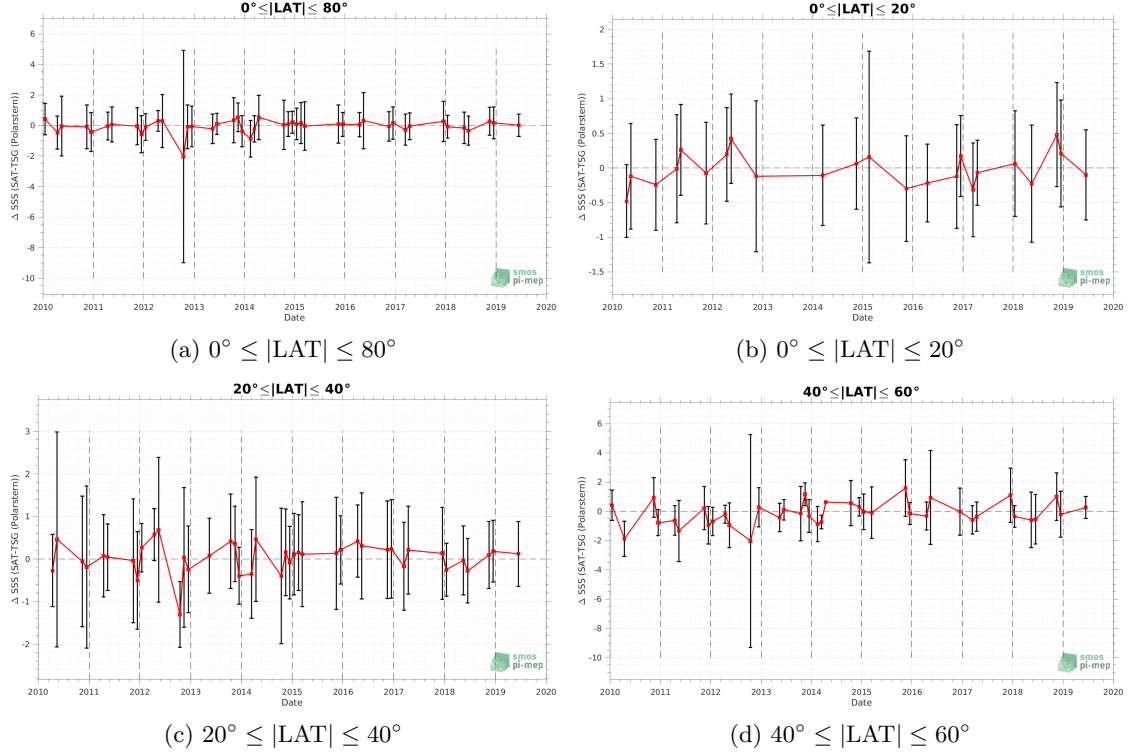 0°≤|LAT|≤ 80°
Δ SSS (SAT-TSG (Polarstern))
6
4
2
0
-2
-4
-6
-8
-10
2010 2011 2012 2013 2014 2015 2016 2017 2018 2019 2020
Date
smos
pi-mep
(a) 0° ≤ |LAT| ≤ 80°
0°≤|LAT|≤ 20°
Δ SSS (SAT-TSG (Polarstern))
2
1.5
1
0.5
0
-0.5
-1
-1.5
2010 2011 2012 2013 2014 2015 2016 2017 2018 2019 2020
Date
smos
pi-mep
(b) 0° ≤ |LAT| ≤ 20°
20°≤|LAT|≤ 40°
Δ SSS (SAT-TSG (Polarstern))
3
2
1
0
-1
-2
2010 2011 2012 2013 2014 2015 2016 2017 2018 2019 2020
Date
smos
pi-mep
(c) 20° ≤ |LAT| ≤ 40°
40°≤|LAT|≤ 60°
Δ SSS (SAT-TSG (Polarstern))
6
4
2
0
-2
-4
-6
-8
-10
2010 2011 2012 2013 2014 2015 2016 2017 2018 2019 2020
Date
smos
pi-mep
(d) 40° ≤ |LAT| ≤ 60°